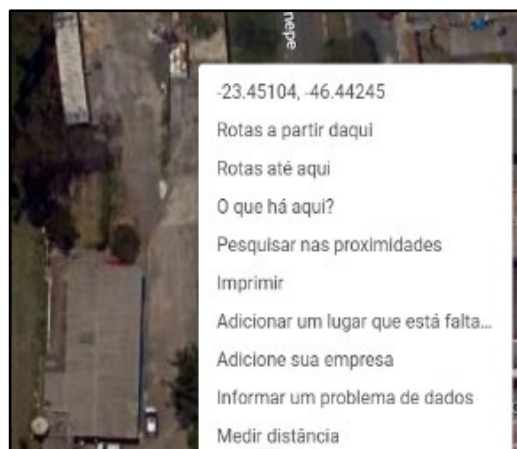 nepe
-23.45104, -46.44245
Rotas a partir daqui
Rotas até aqui
O que há aqui?
Pesquisar nas proximidades
Imprimir
Adicionar um lugar que está falta...
Adicione sua empresa
Informar um problema de dados
Medir distância